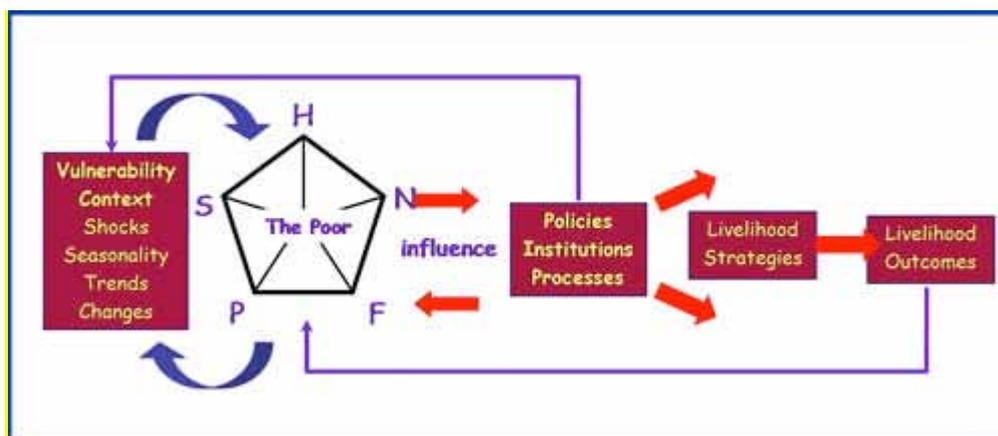 Vulnerability
Context
Shocks
Seasonality
Trends
Changes
H
S
N
The Poor
P
F
influence
Policies
Institutions
Processes
Livelihood
Strategies
Livelihood
Outcomes